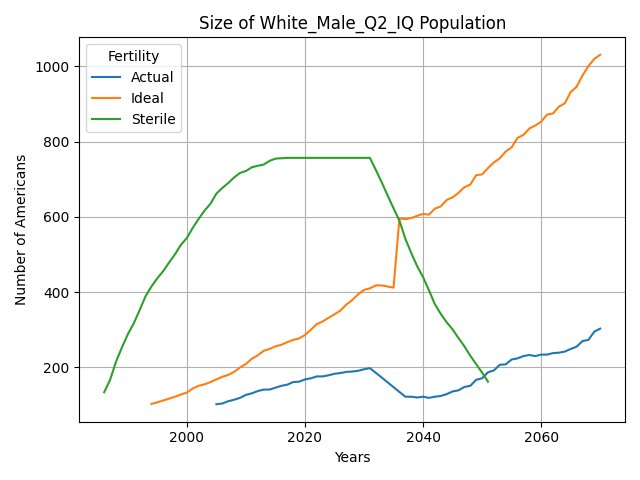 Size of White_Male_Q2_IQ Population
Fertility
Actual
Ideal
Sterile
Number of Americans
1000
800
600
400
200
2000
2020
2040
2060
Years